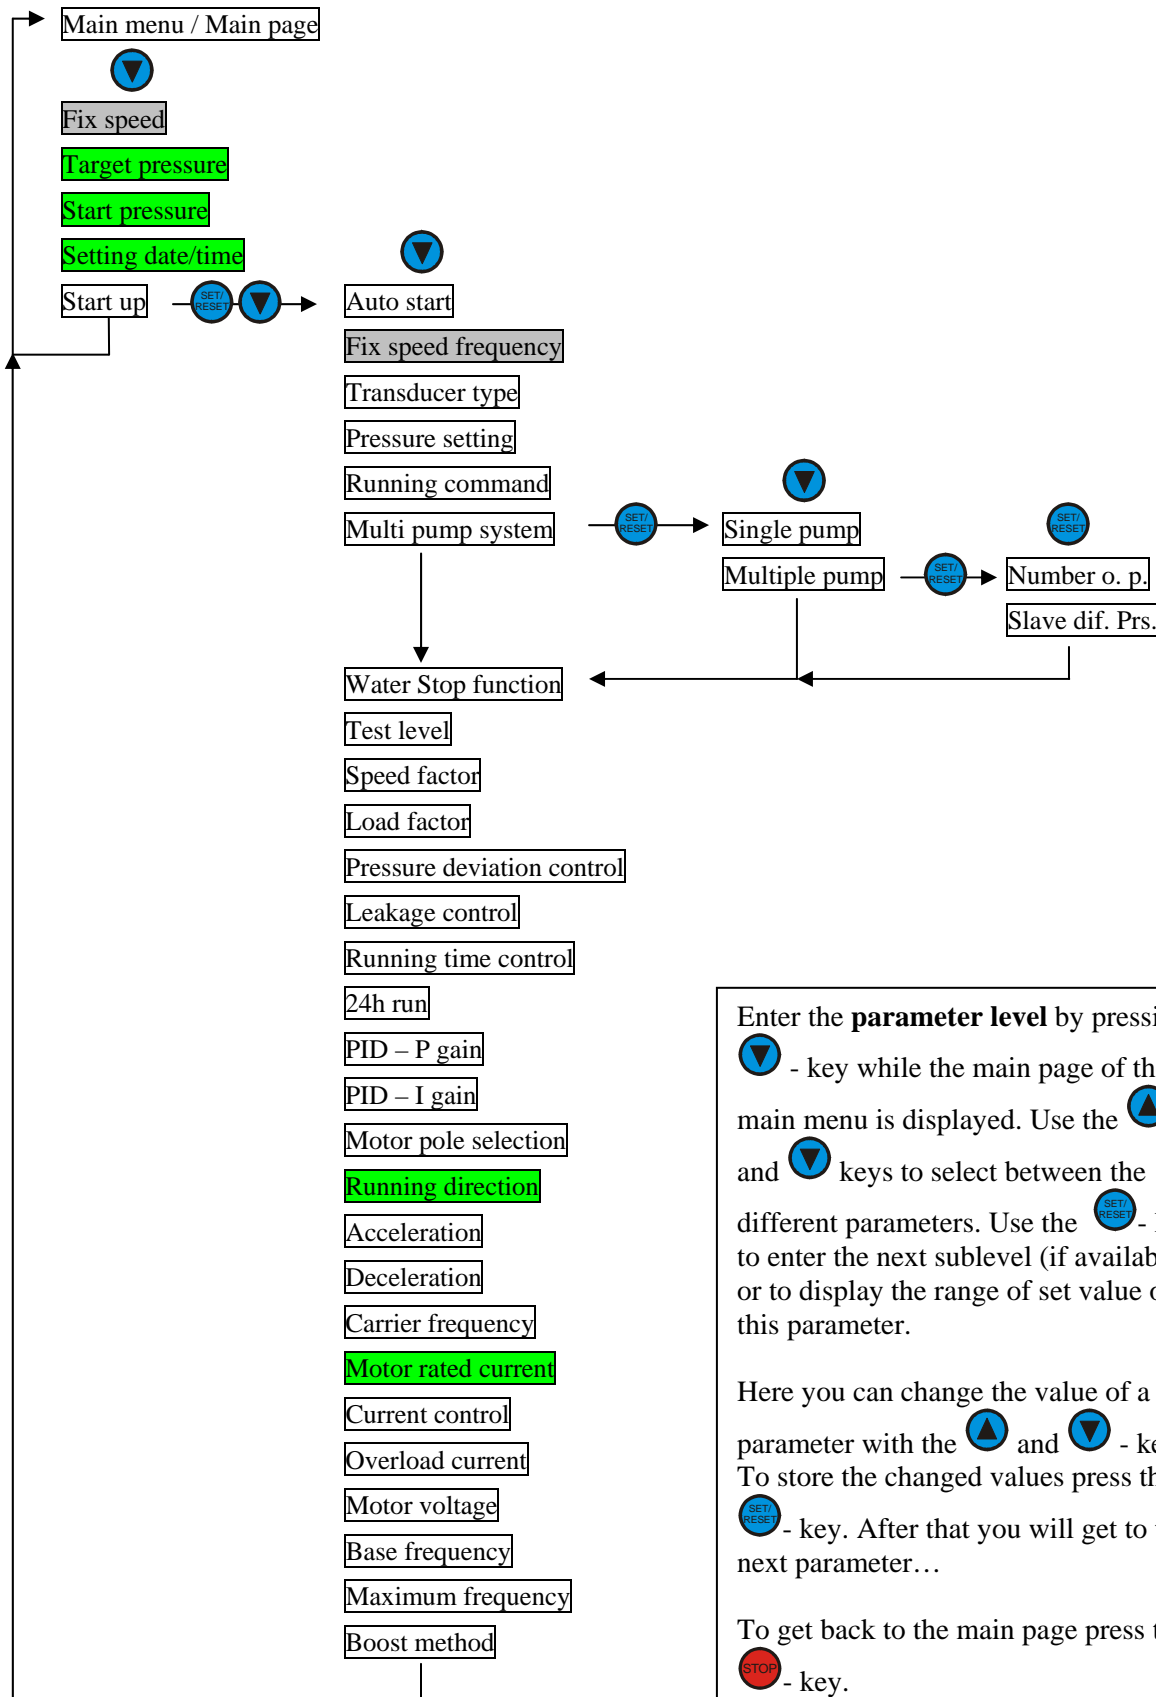 Main menu / Main page
Fix speed
Target pressure
Start pressure
Setting date/time
Start up
SET/
RESET
Auto start
Fix speed frequency
Transducer type
Pressure setting
Running command
Multi pump system
SET/
RESET
Single pump
Multiple pump
SET/
RESET
SET/
RESET
Number o. p.
Slave dif. Prs.
Water Stop function
Test level
Speed factor
Load factor
Pressure deviation control
Leakage control
Running time control
24h run
PID – P gain
PID – I gain
Motor pole selection
Running direction
Acceleration
Deceleration
Carrier frequency
Motor rated current
Current control
Overload current
Motor voltage
Base frequency
Maximum frequency
Boost method
Enter the parameter level by
- key while the main page of
main menu is displayed. Use the
and keys to select between the
different parameters. Use the SET/RESET -
to enter the next sublevel (if
or to display the range of set value
this parameter.
Here you can change the value of a
parameter with the and -
To store the changed values press
SET/RESET - key. After that you will get to
next parameter…
To get back to the main page press
STOP - key.